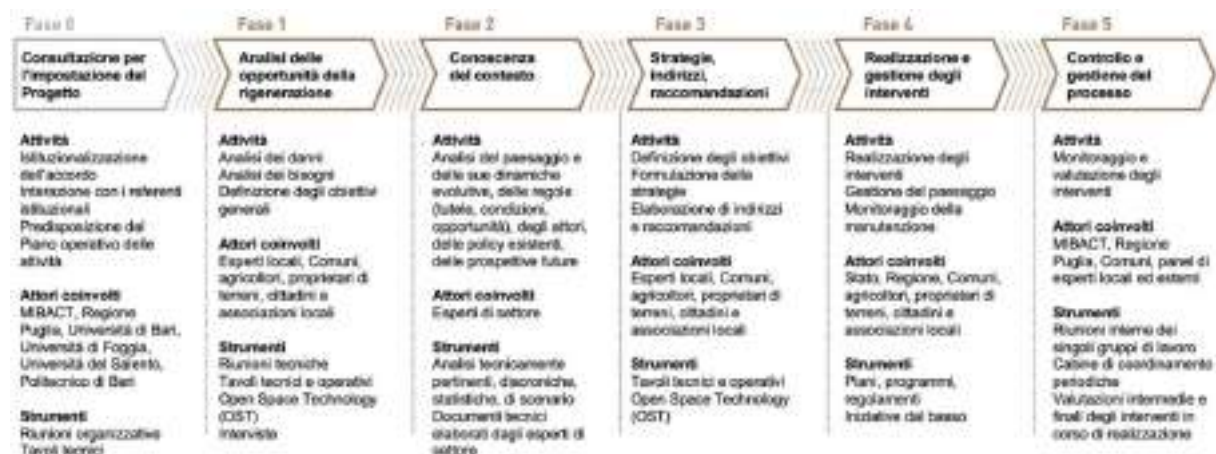 Fase 0
Consultazione per
l'impostazione del
Progetto
Attività
Istituzionalizzazione
dell'accordo
Interazione con i referenti
istituzionali
Predisposizione del
Piano operativo delle
attività
Attori coinvolti
MIBACT, Regione
Puglia, Università di Bari,
Università di Foggia,
Università del Salento,
Politecnico di Bari
Strumenti
Riunioni organizzative
Tavoli tecnici
Fase 1
Analisi delle
opportunità della
rigenerazione
Attività
Analisi dei danni
Analisi dei bisogni
Definizione degli obiettivi
generali
Attori coinvolti
Esperti locali, Comuni,
agricoltori, proprietari di
terreni, cittadini e
associazioni locali
Strumenti
Riunioni tecniche
Tavoli tecnici e operativi
Open Space Technology
(OST)
Interviste
Fase 2
Conoscenza
del contesto
Attività
Analisi del paesaggio e
delle sue dinamiche
evolutive, delle regole
(tutele, condizioni,
opportunità), degli attori,
delle policy esistenti,
delle prospettive future
Attori coinvolti
Esperti di settore
Strumenti
Analisi tecnicamente
pertinenti, diacroniche,
statistiche, di scenario
Documenti tecnici
elaborati dagli esperti di
settore
Fase 3
Strategie,
indirizzi,
raccomandazioni
Attività
Definizione degli obiettivi
Formulazione delle
strategie
Elaborazione di indirizzi
e raccomandazioni
Attori coinvolti
Esperti locali, Comuni,
agricoltori, proprietari di
terreni, cittadini e
associazioni locali
Strumenti
Tavoli tecnici e operativi
Open Space Technology
(OST)
Fase 4
Realizzazione e
gestione degli
interventi
Attività
Realizzazione degli
interventi
Gestione del paesaggio
Monitoraggio della
manutenzione
Attori coinvolti
Stato, Regione, Comuni,
agricoltori, proprietari di
terreni, cittadini e
associazioni locali
Strumenti
Piani, programmi,
regolamenti
Iniziative dal basso
Fase 5
Controllo e
gestione del
processo
Attività
Monitoraggio e
valutazione degli
interventi
Attori coinvolti
MIBACT, Regione
Puglia, Comuni, panel di
esperti locali ed esterni
Strumenti
Riunioni interne dei
singoli gruppi di lavoro
Cabine di coordinamento
periodiche
Valutazioni intermedie e
finali degli interventi in
corso di realizzazione